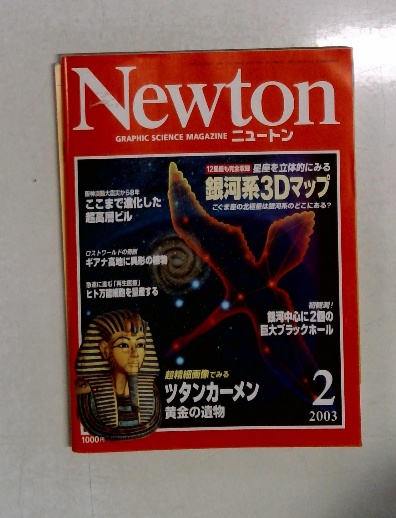 Newton
GRAPHIC SCIENCE MAGAZINE ニュートン
12星座も完全収録 星座を立体的にみる
銀河系3Dマップ
こぐま座の北極星は銀河系のどこにある?
阪神淡路大震災から8年
ここまで進化した
超高層ビル
ロストワールドの奇跡
ギアナ高地に異形の植物
急速に進む「再生医療」
ヒト万能細胞を量産する
初観測!
銀河中心に2個の
巨大ブラックホール
超精細画像でみる
ツタンカーメン
黄金の遺物
2
2003
1000円